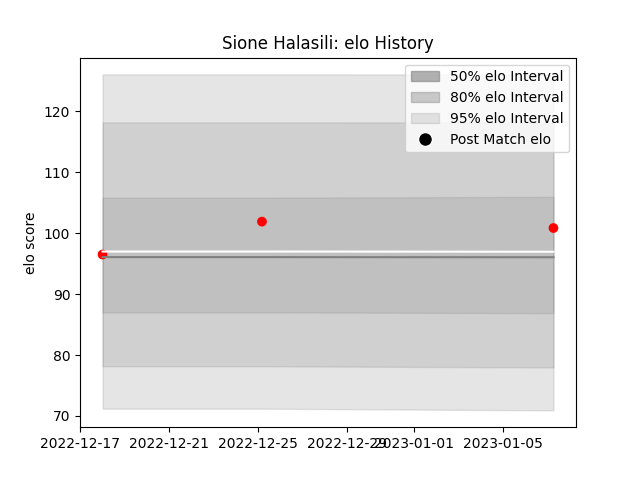 Sione Halasili: elo History
50% elo Interval
80% elo Interval
95% elo Interval
Post Match elo
elo score
120
110
100
90
80
70
2022-12-17 2022-12-21 2022-12-25 2022-12-29 2023-01-01 2023-01-05